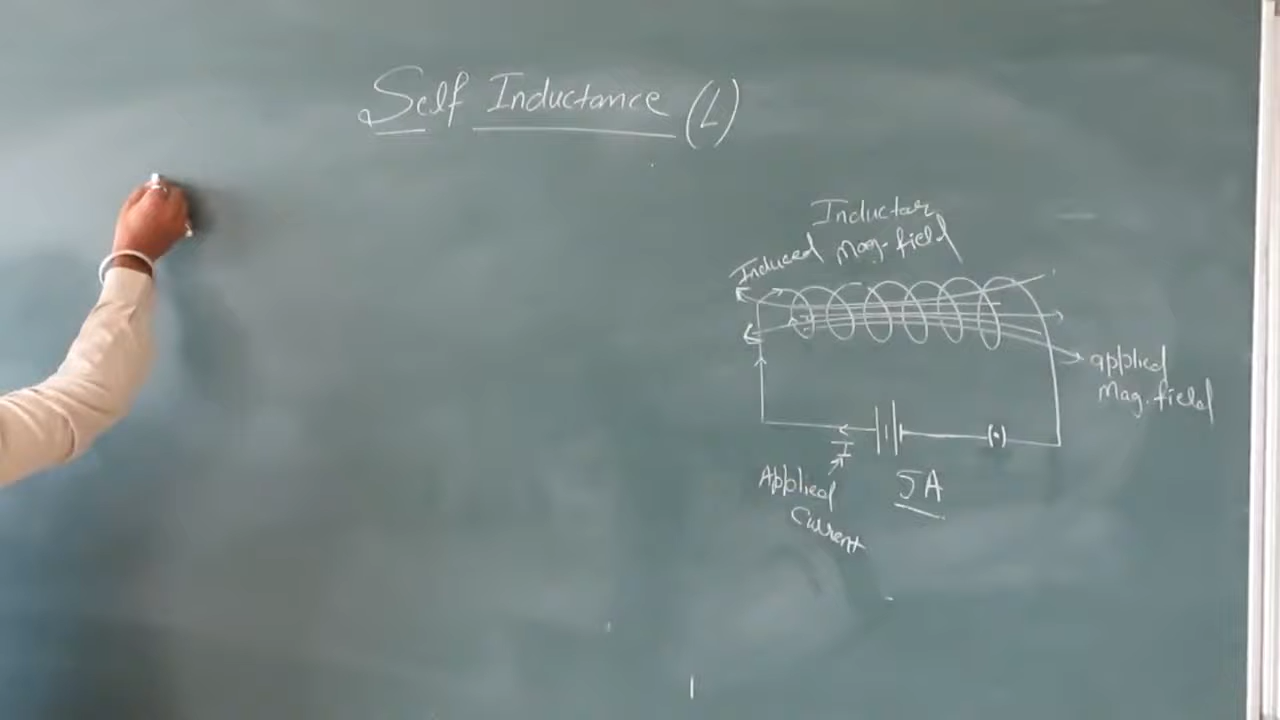 Self Inductance (L)
Inductor
Induced Mag. field
applied
Mag. field
I
Applied
Current
5A